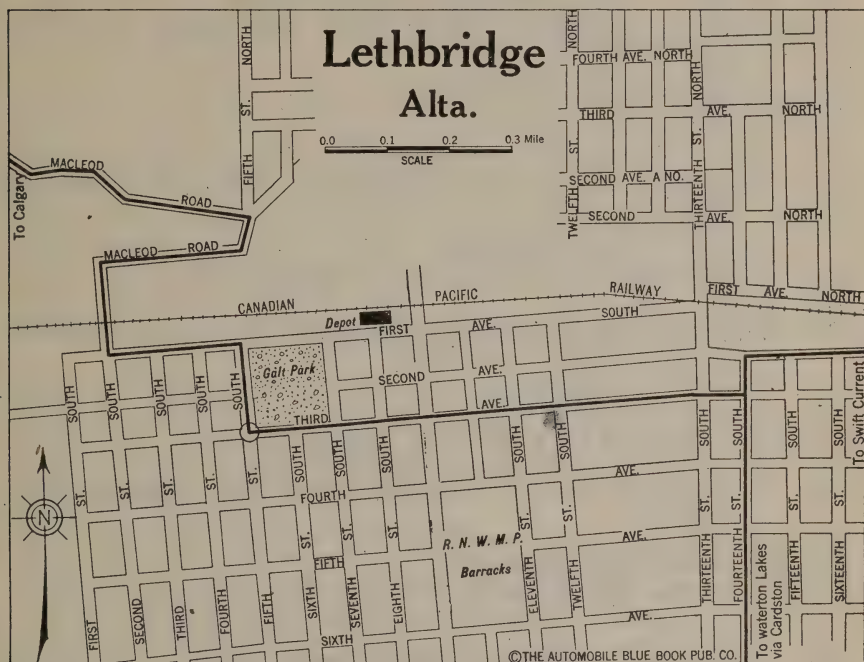 Lethbridge
Alta.
0.0 0.1 0.2 0.3 Mile
SCALE
NORTH
ST.
FIFTH
NORTH
FOURTH AVE. NORTH
NORTH
THIRD AVE. NORTH
ST.
ST.
SECOND AVE. A NO.
TWELFTH
THIRTEENTH
SECOND AVE. NORTH
MACLEOD ROAD
To Calgary
MACLEOD ROAD
CANADIAN PACIFIC RAILWAY
FIRST AVE. NORTH
Depot
FIRST AVE. SOUTH
Galt Park
SECOND AVE.
THIRD AVE.
SOUTH
SOUTH
SOUTH
SOUTH
SOUTH
SOUTH
SOUTH
SOUTH
SOUTH
SOUTH
SOUTH
SOUTH
SOUTH
SOUTH
To Swift Current
ST.
ST.
ST.
ST.
ST.
FOURTH AVE.
N
ST.
ST.
ST.
ST.
ST.
ST.
ST.
ST.
ST.
R. N. W. M. P.
Barracks
FIFTH AVE.
FIRST
SECOND
THIRD
FOURTH
FIFTH
SIXTH
SEVENTH
EIGHTH
ELEVENTH
TWELFTH
THIRTEENTH
FOURTEENTH
FIFTEENTH
SIXTEENTH
SIXTH AVE.
To waterton Lakes
via Cardston
©THE AUTOMOBILE BLUE BOOK PUB. CO.